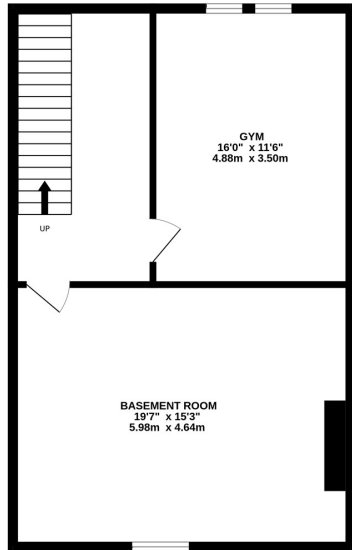 GYM
16'0" x 11'6"
4.88m x 3.50m
UP
BASEMENT ROOM
19'7" x 15'3"
5.98m x 4.64m